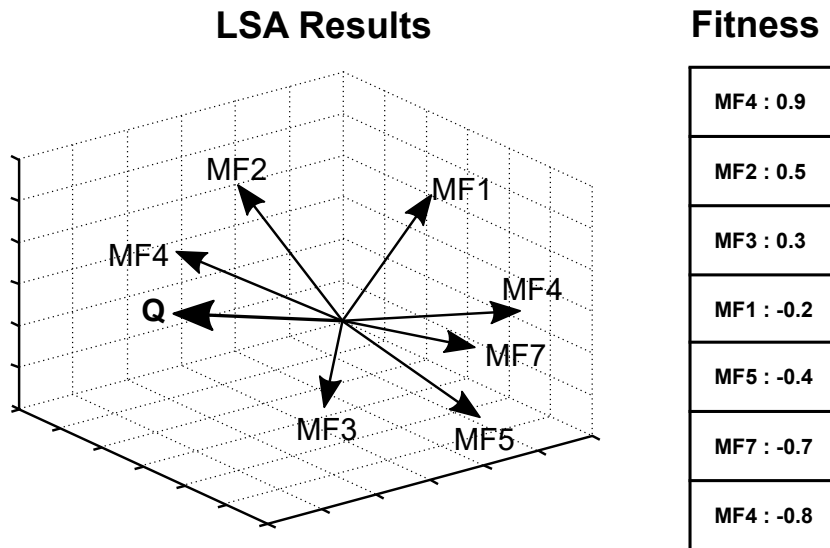 LSA Results
MF2
MF1
MF4
MF4
Q
MF7
MF3
MF5
Fitness
MF4 : 0.9
MF2 : 0.5
MF3 : 0.3
MF1 : -0.2
MF5 : -0.4
MF7 : -0.7
MF4 : -0.8